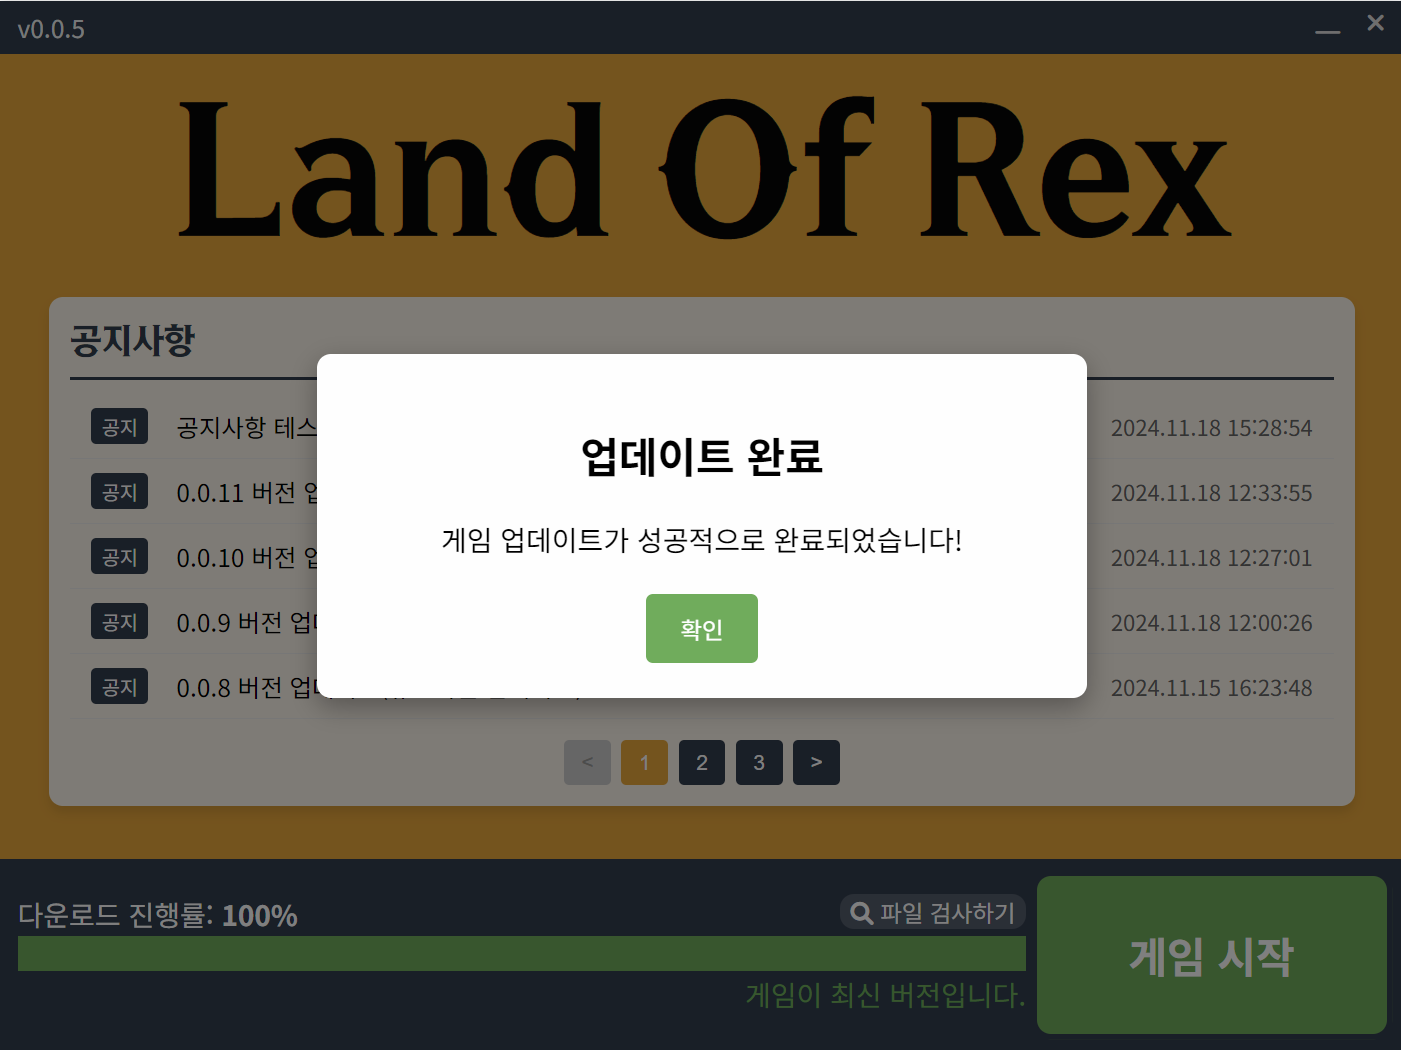 v0.0.5
Land Of Rex
공지사항
공지 공지사항 테스 2024.11.18 15:28:54
공지 0.0.11 버전 업 2024.11.18 12:33:55
공지 0.0.10 버전 업 2024.11.18 12:27:01
공지 0.0.9 버전 업데 2024.11.18 12:00:26
공지 0.0.8 버전 업데 2024.11.15 16:23:48
업데이트 완료
게임 업데이트가 성공적으로 완료되었습니다!
확인
< 1 2 3 >
다운로드 진행률: 100%
파일 검사하기
게임이 최신 버전입니다.
게임 시작